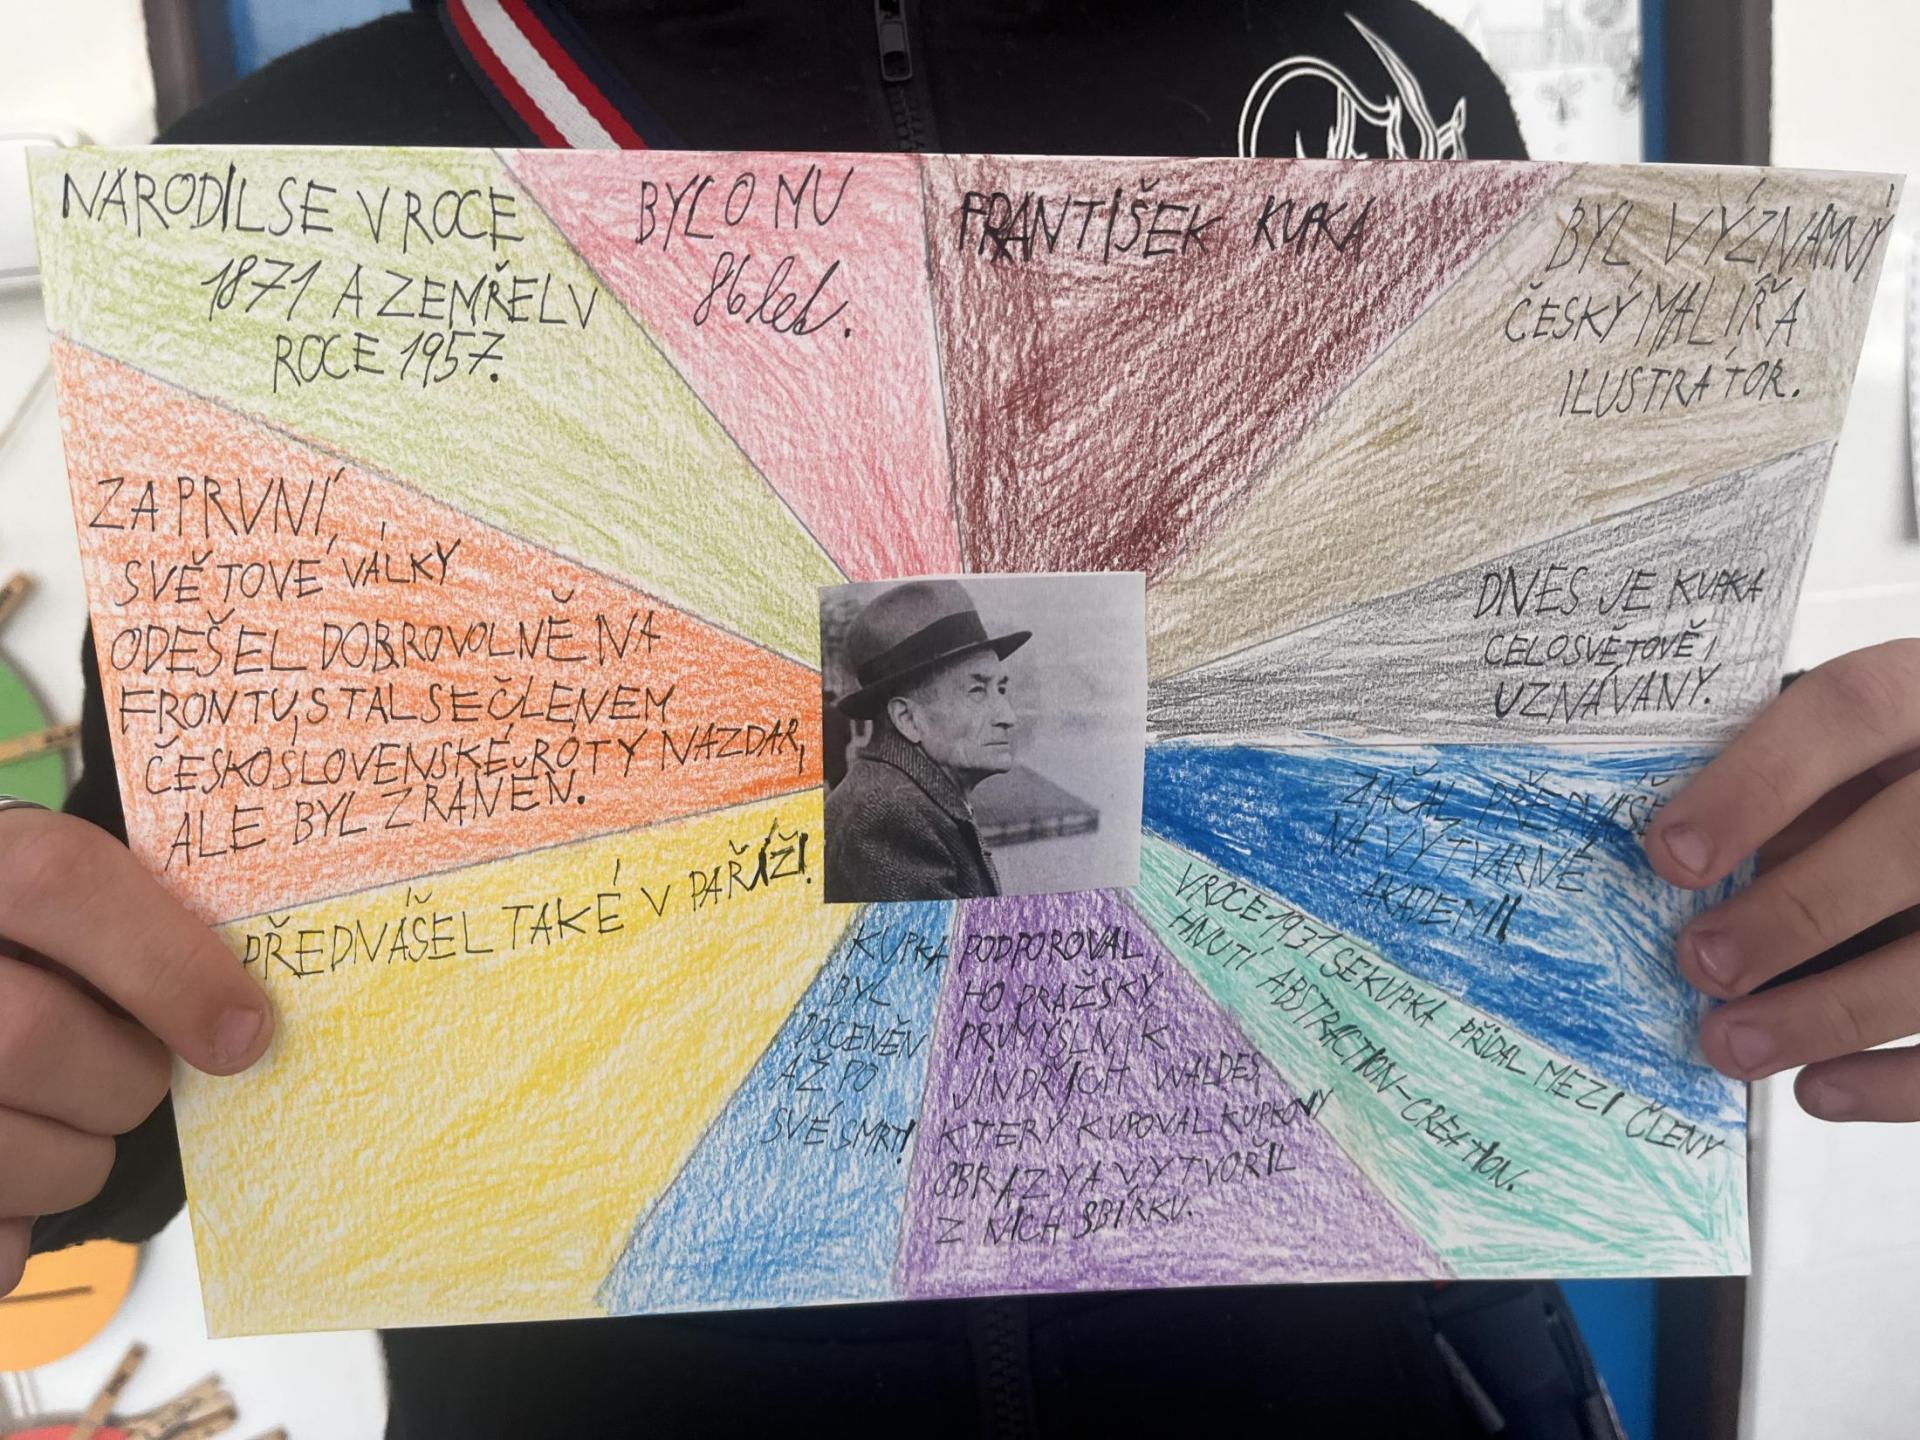 NARODIL SE V ROCE
1871 A ZEMŘEL V
ROCE 1957.
BYLO MU
86 let.
FRANTIŠEK KUPKA
BYL VÝZNAMNÝ
ČESKÝ MALÍŘ A
ILUSTRÁTOR.
DNES JE KUPKA
CELOSVĚTOVĚ
UZNÁVANÝ.
ZAČAL
NA VÝTVARNÉ
AKADEMII
V ROCE 1931 SE KUPKA PŘIDAL MEZI ČLENY
HNUTÍ ABSTRACTION-CRÉATION.
PODPOROVAL
HO PRAŽSKÝ
PRŮMYSLNÍK
JINDŘICH WALDES,
KTERÝ KUPOVAL KUPKOVY
OBRAZY A VYTVOŘIL
Z NICH SBÍRKU.
KUPKA
BYL
DOCENĚN
AŽ PO
SVÉ SMRTI
PŘEDNÁŠEL TAKÉ V PAŘÍŽI.
ZA PRVNÍ
SVĚTOVÉ VÁLKY
ODEŠEL DOBROVOLNĚ NA
FRONTU, STAL SE ČLENEM
ČESKOSLOVENSKÉ ROTY NAZDAR,
ALE BYL ZRANĚN.